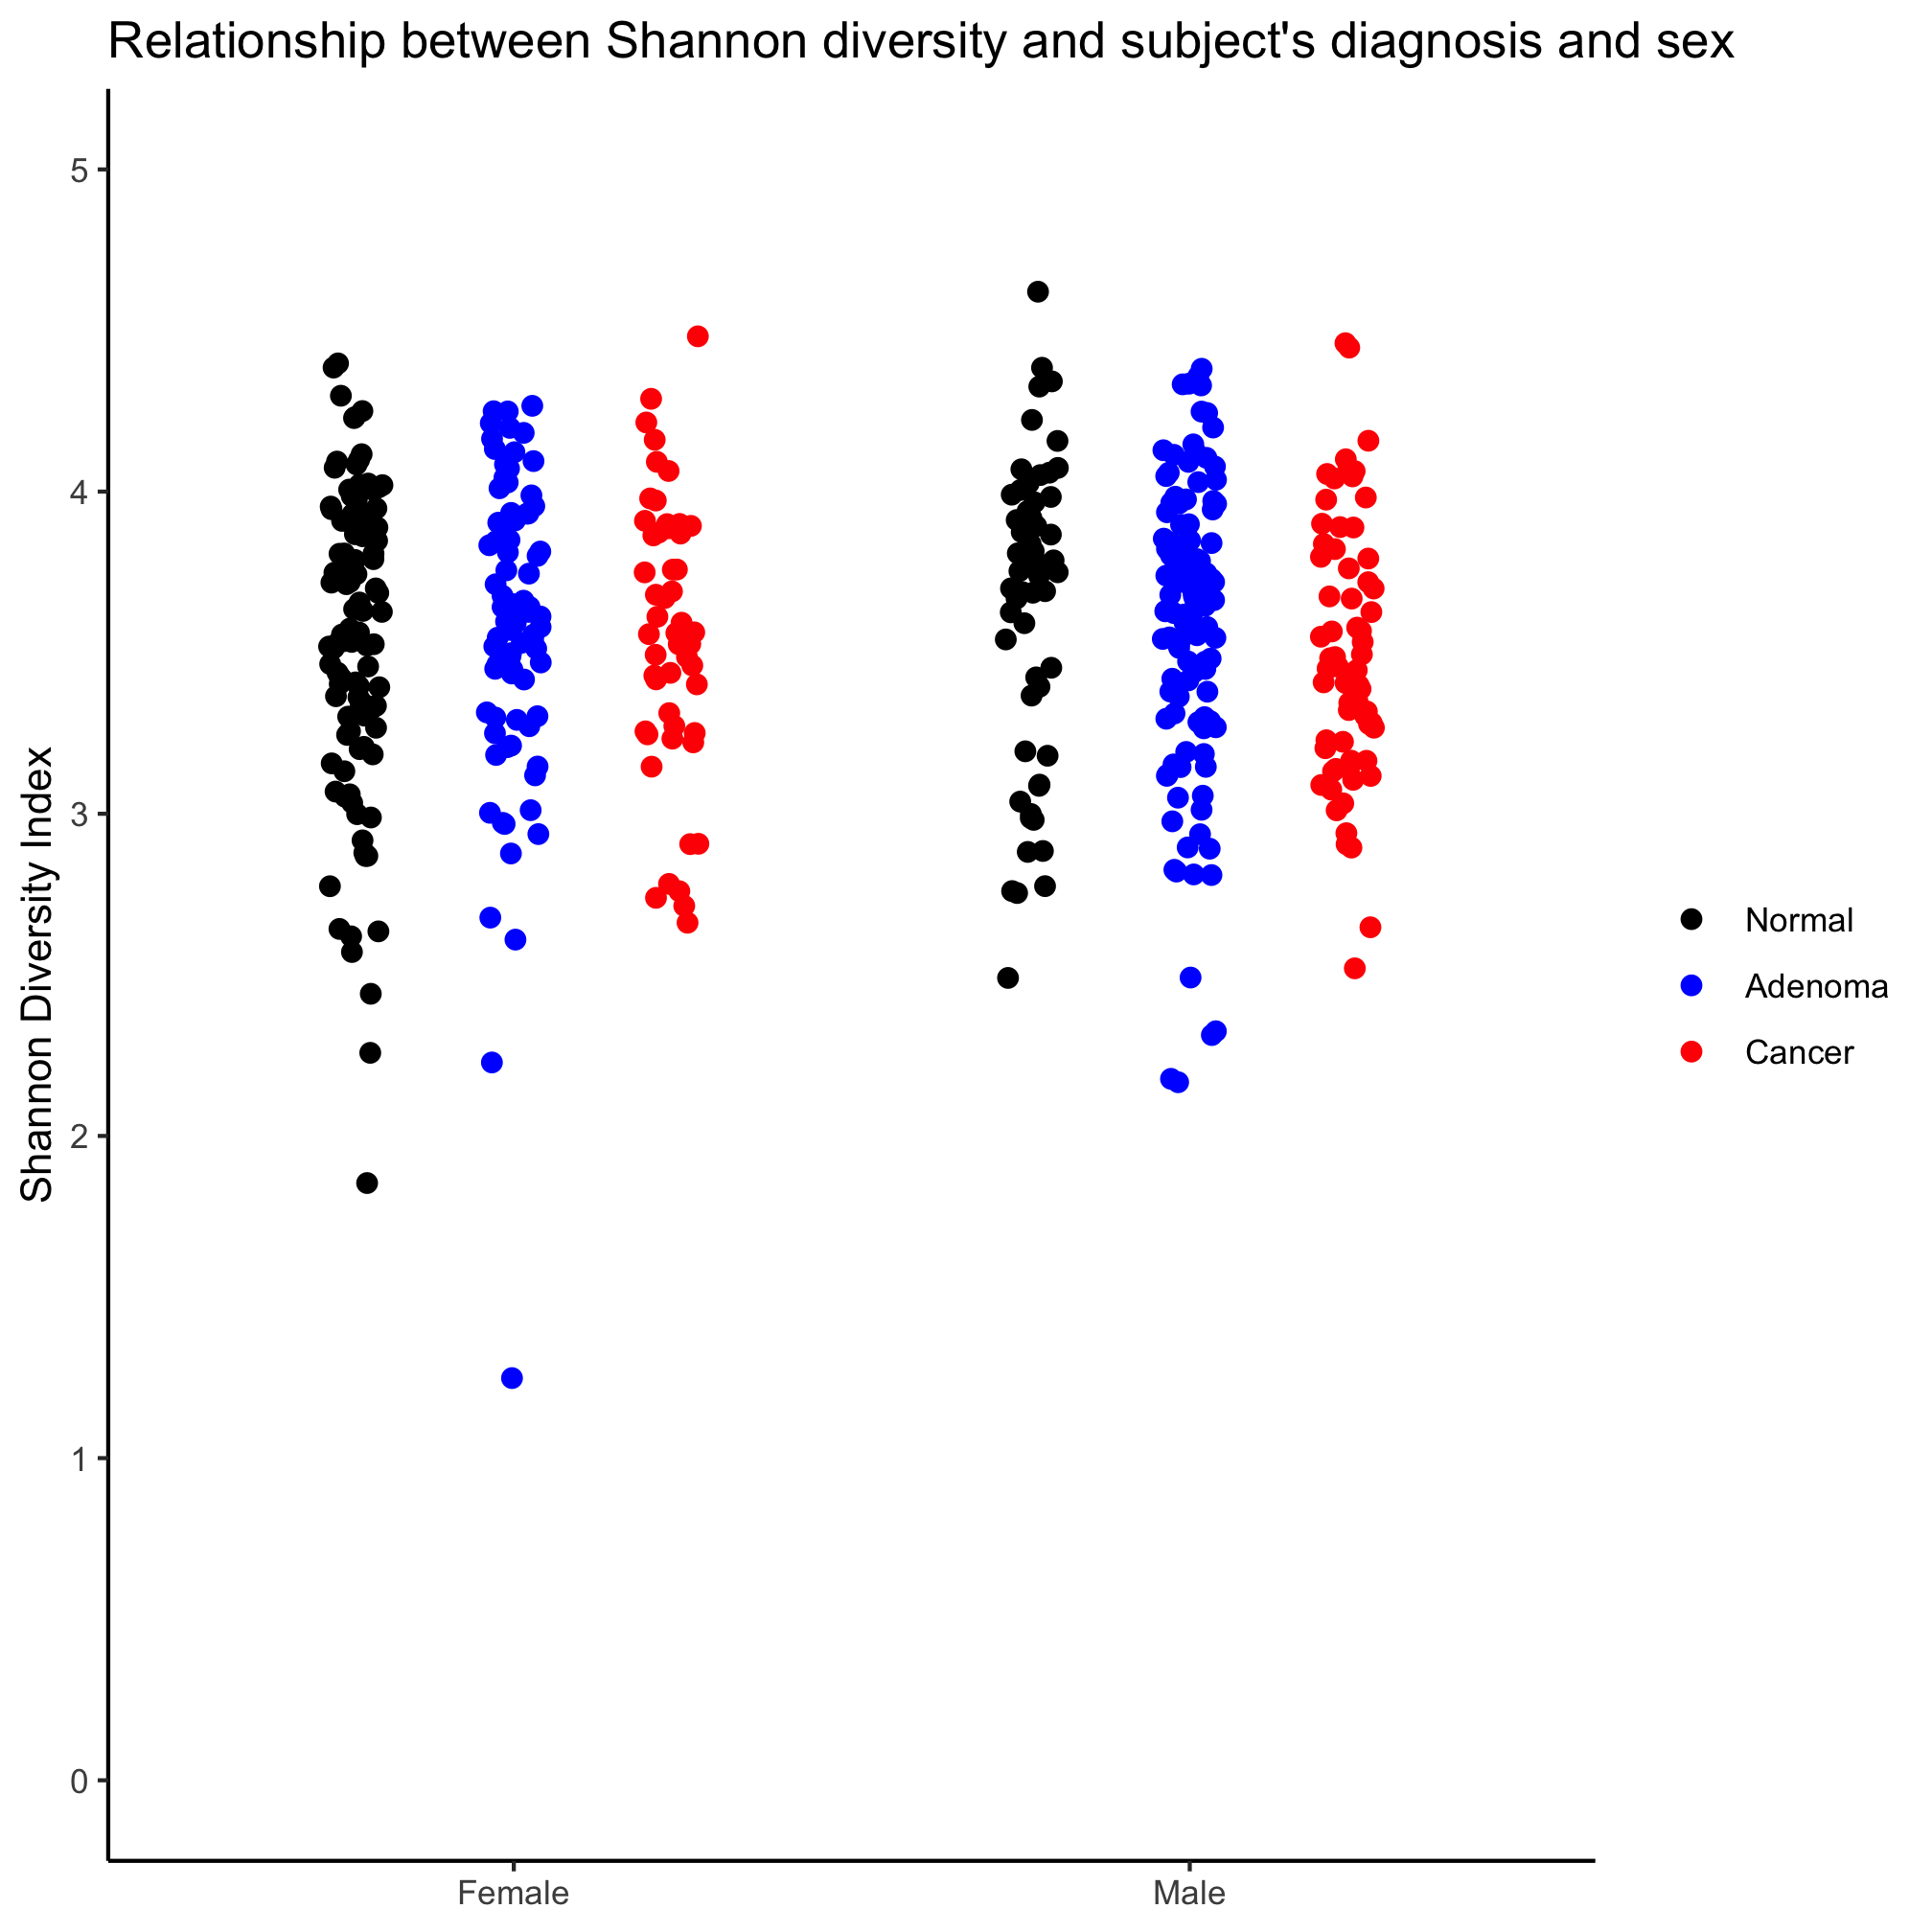 Relationship between Shannon diversity and subject's diagnosis and sex
Shannon Diversity Index
5
4
3
2
1
0
Female
Male
Normal
Adenoma
Cancer